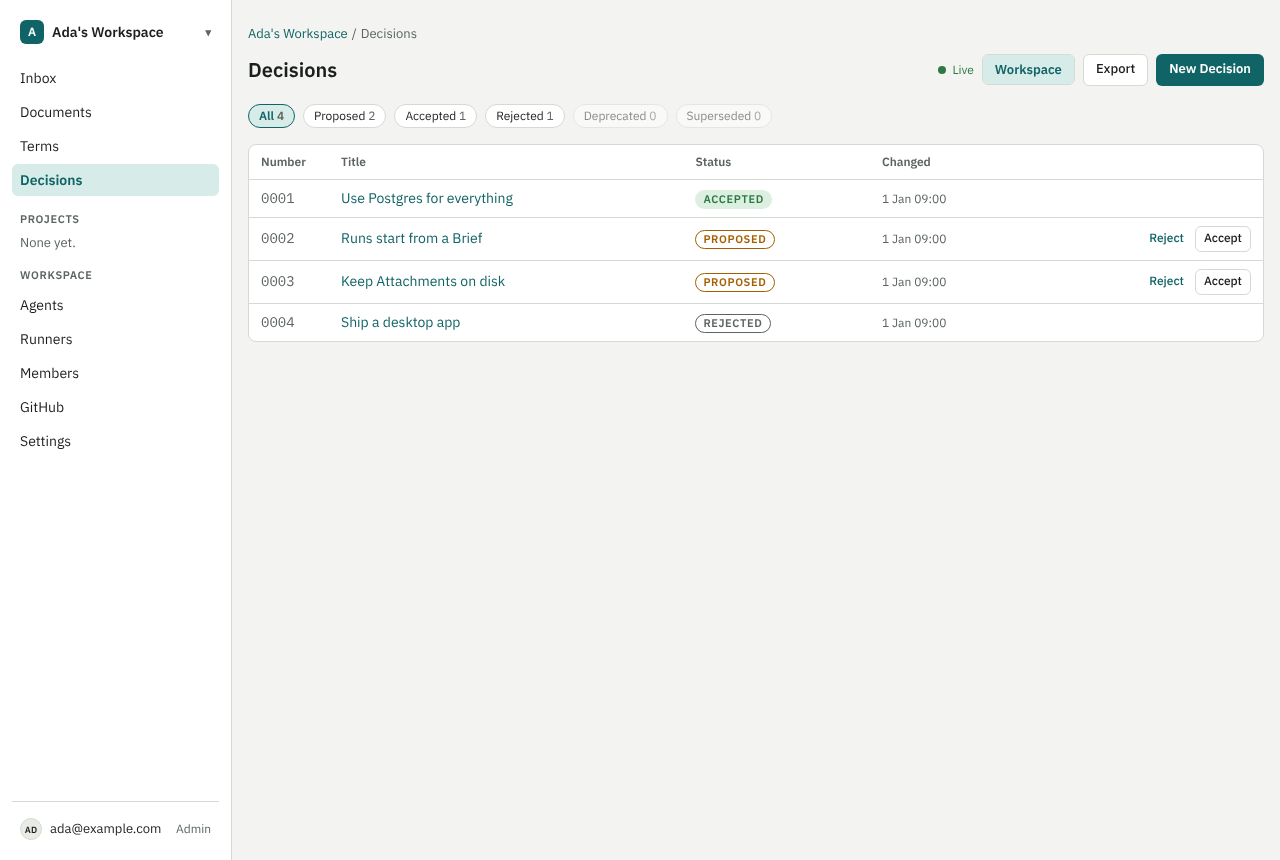 A Ada's Workspace ▾
Inbox
Documents
Terms
Decisions
PROJECTS
None yet.
WORKSPACE
Agents
Runners
Members
GitHub
Settings
AD ada@example.com Admin
Ada's Workspace / Decisions
Decisions
Live Workspace Export New Decision
All 4 Proposed 2 Accepted 1 Rejected 1 Deprecated 0 Superseded 0
Number Title Status Changed
0001 Use Postgres for everything ACCEPTED 1 Jan 09:00
0002 Runs start from a Brief PROPOSED 1 Jan 09:00 Reject Accept
0003 Keep Attachments on disk PROPOSED 1 Jan 09:00 Reject Accept
0004 Ship a desktop app REJECTED 1 Jan 09:00